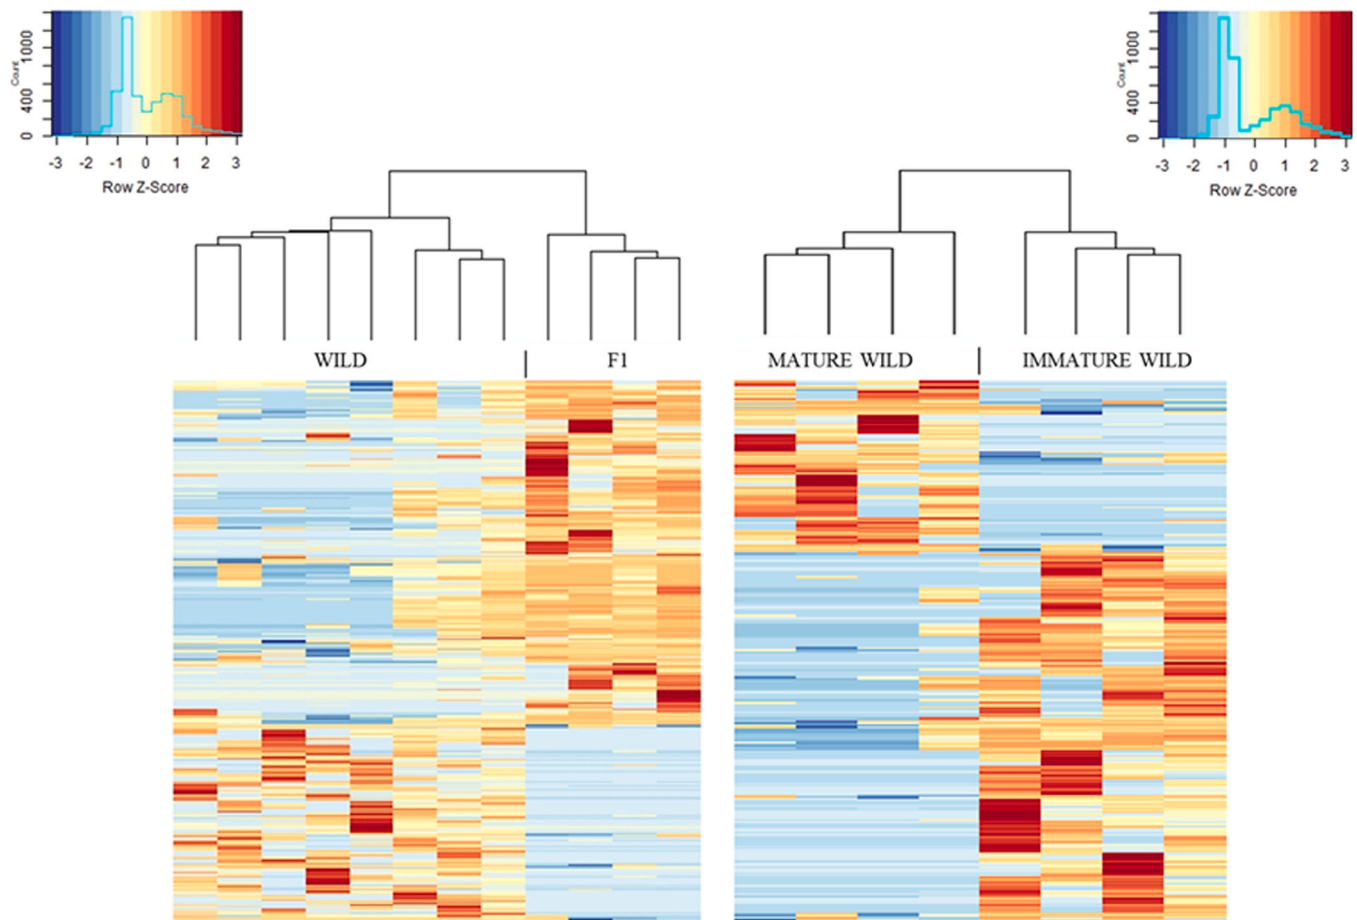 Count
0 400 1000
-3 -2 -1 0 1 2 3
Row Z-Score
Count
0 400 1000
-3 -2 -1 0 1 2 3
Row Z-Score
WILD | F1
MATURE WILD | IMMATURE WILD